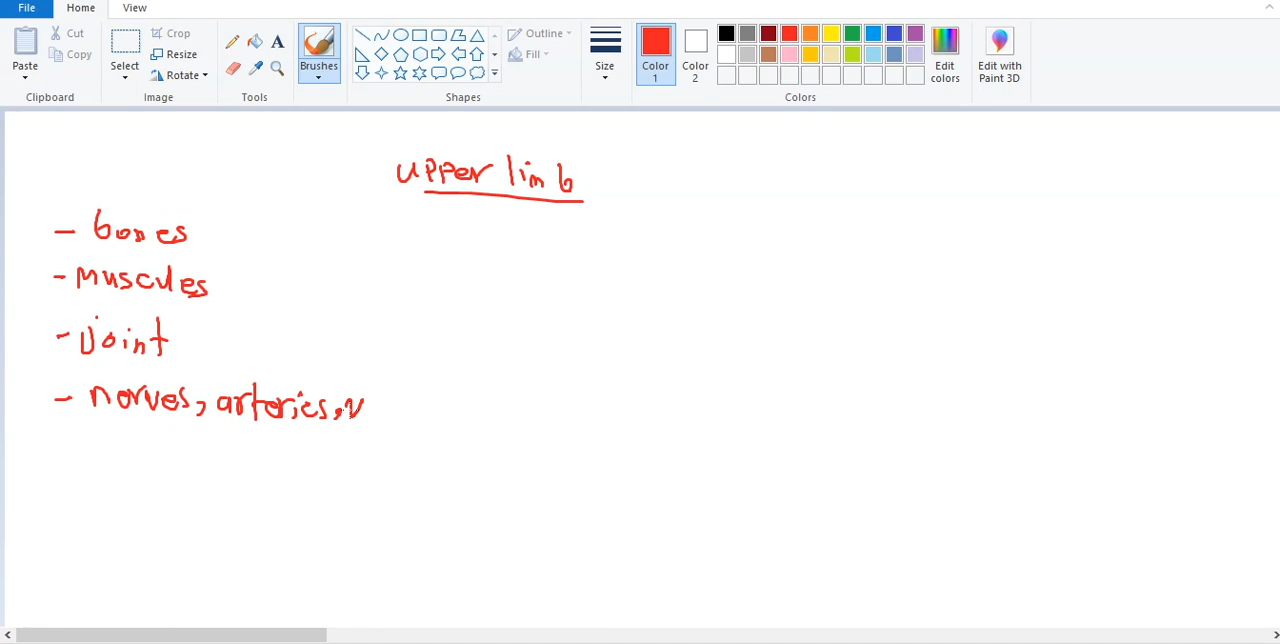 File Home View
Paste Cut Copy Select Crop Resize Rotate A Brushes Outline Fill Size Color 1 Color 2 Edit colors Edit with Paint 3D
Clipboard Image Tools Shapes Colors
upper limb
- bones
- Muscules
- Joint
- nerves, arteries, v